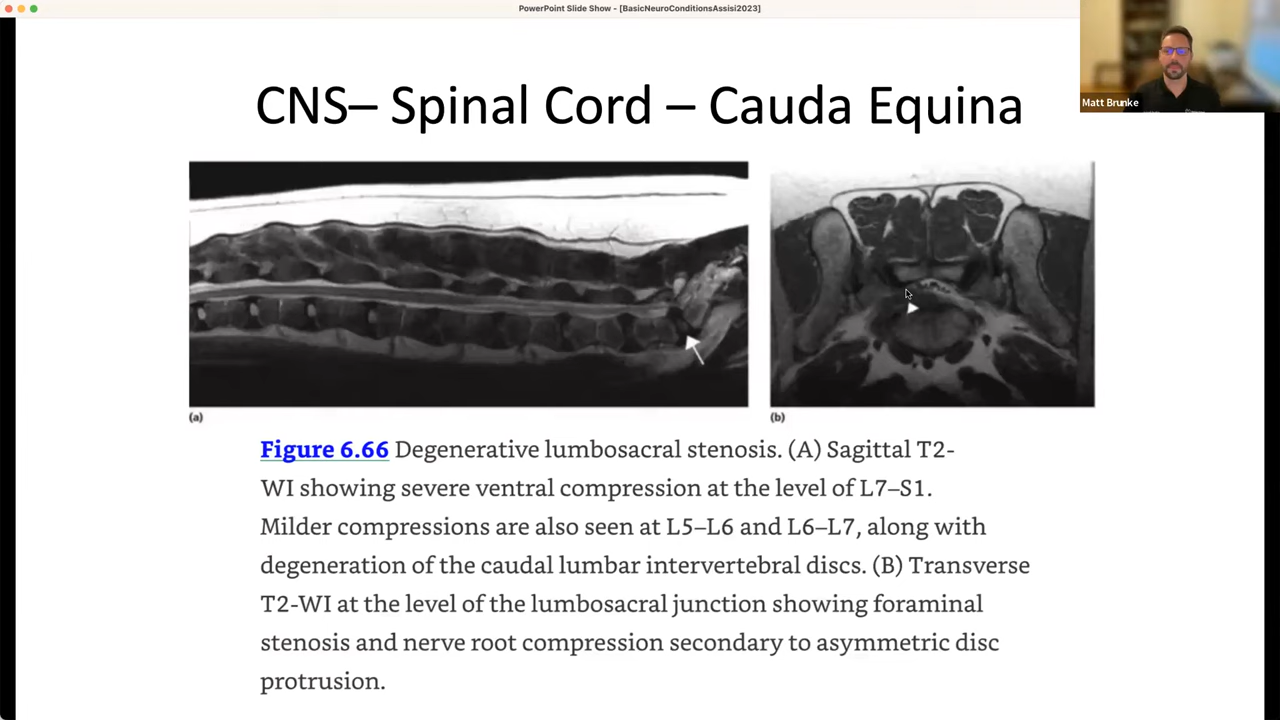 PowerPoint Slide Show - [BasicNeuroConditionsAssisi2023]
Matt Brunke
CNS– Spinal Cord – Cauda Equina
(a)
(b)
Figure 6.66 Degenerative lumbosacral stenosis. (A) Sagittal T2-
WI showing severe ventral compression at the level of L7–S1.
Milder compressions are also seen at L5–L6 and L6–L7, along with
degeneration of the caudal lumbar intervertebral discs. (B) Transverse
T2-WI at the level of the lumbosacral junction showing foraminal
stenosis and nerve root compression secondary to asymmetric disc
protrusion.